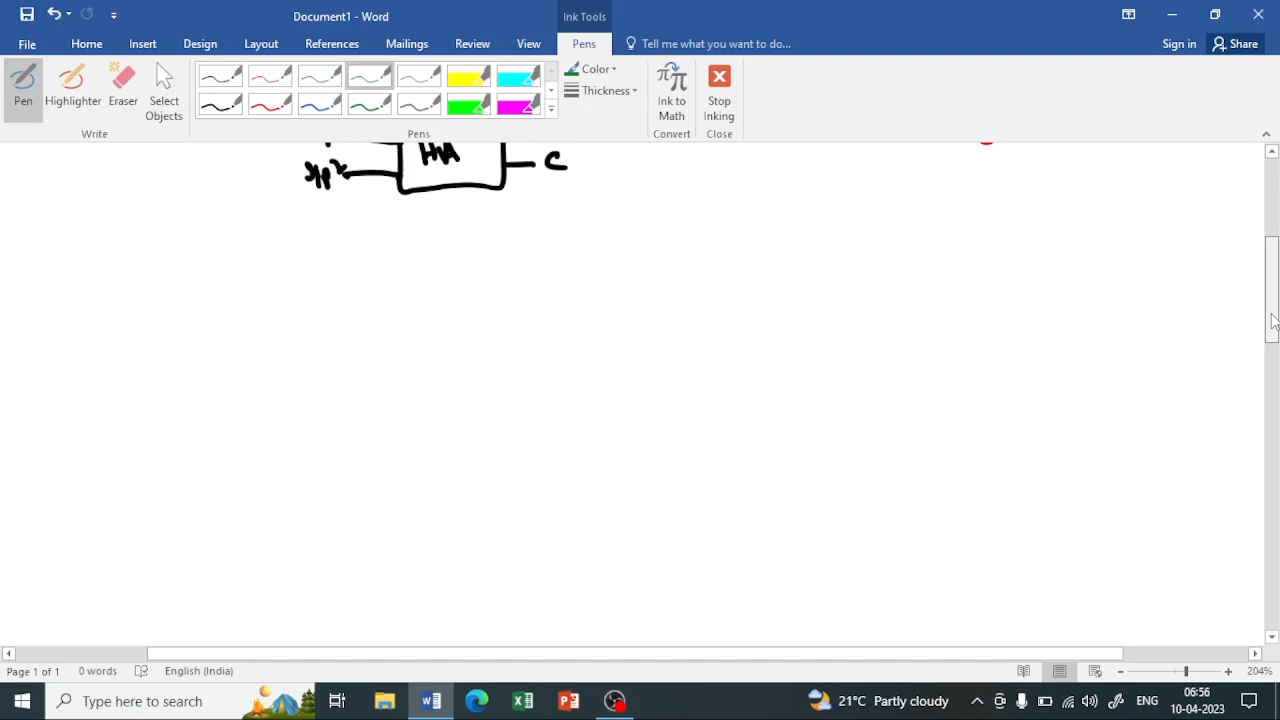 Document1 - Word
Ink Tools
File
Home
Insert
Design
Layout
References
Mailings
Review
View
Pens
Tell me what you want to do...
Sign in
Share
Pen
Highlighter
Eraser
Select Objects
Color
Thickness
Ink to Math
Stop Inking
Write
Pens
Convert
Close
HA
C
Page 1 of 1
0 words
English (India)
204%
Type here to search
21°C Partly cloudy
ENG
06:56
10-04-2023